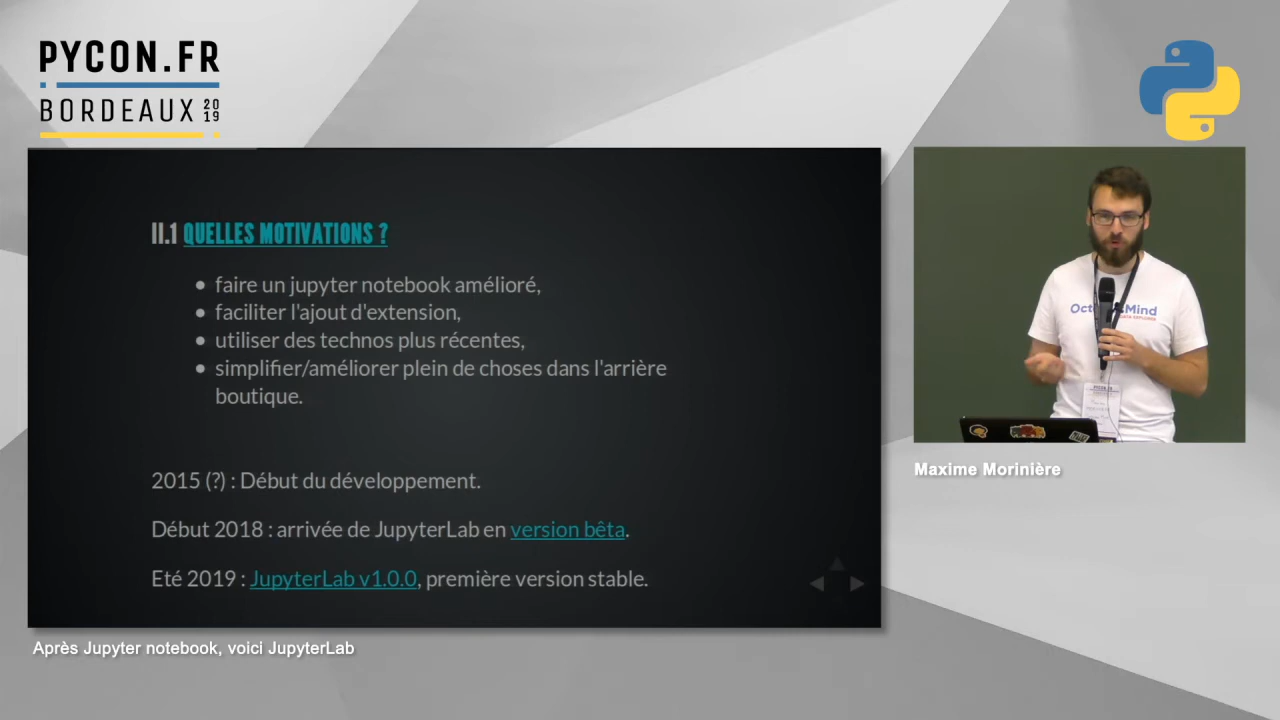 PYCON.FR
BORDEAUX 2019
II.1 QUELLES MOTIVATIONS ?
faire un jupyter notebook amélioré,
faciliter l'ajout d'extension,
utiliser des technos plus récentes,
simplifier/améliorer plein de choses dans l'arrière
boutique.
2015 (?) : Début du développement.
Début 2018 : arrivée de JupyterLab en version bêta.
Eté 2019 : JupyterLab v1.0.0, première version stable.
Mind
Maxime Morinière
Après Jupyter notebook, voici JupyterLab